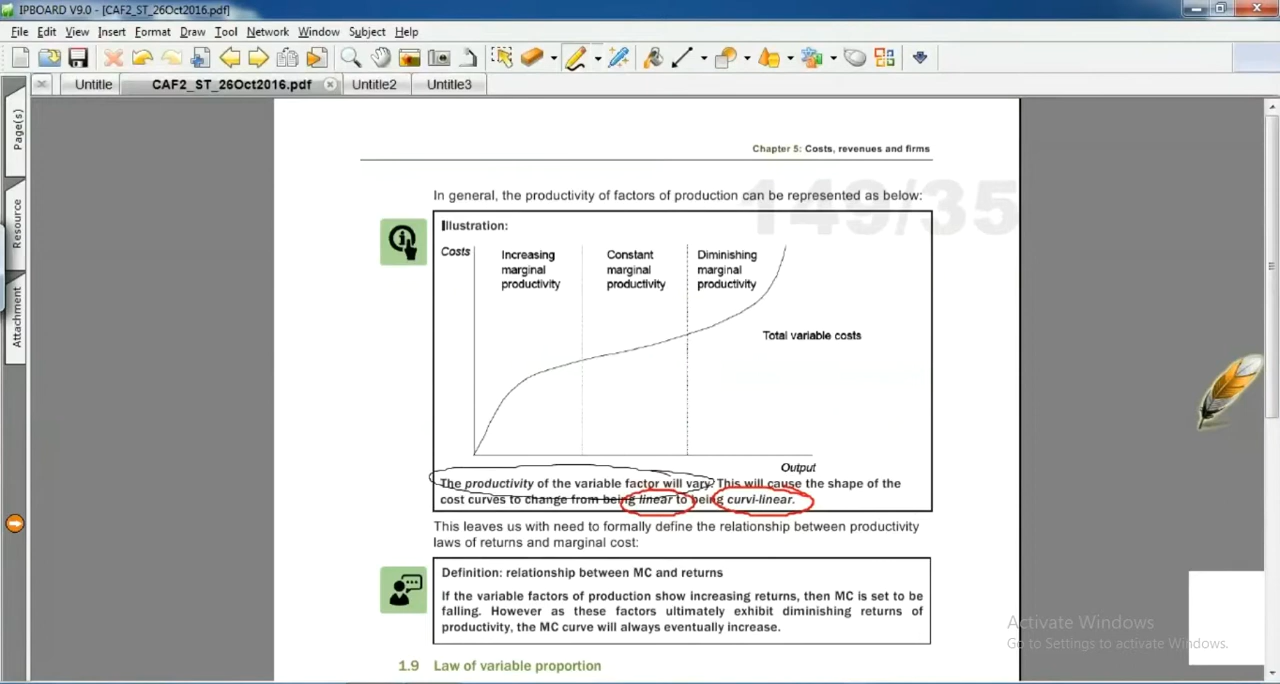 IPBOARD V9.0 - [CAF2_ST_26Oct2016.pdf]
File Edit View Insert Format Draw Tool Network Window Subject Help
Untitle CAF2_ST_26Oct2016.pdf Untitle2 Untitle3
Page(s)
Resource
Attachment
Chapter 5: Costs, revenues and firms
149/35
In general, the productivity of factors of production can be represented as below:
Illustration:
Costs
Increasing
marginal
productivity
Constant
marginal
productivity
Diminishing
marginal
productivity
Total variable costs
Output
The productivity of the variable factor will vary. This will cause the shape of the
cost curves to change from being linear to being curvi-linear.
This leaves us with need to formally define the relationship between productivity
laws of returns and marginal cost:
Definition: relationship between MC and returns
If the variable factors of production show increasing returns, then MC is set to be
falling. However as these factors ultimately exhibit diminishing returns of
productivity, the MC curve will always eventually increase.
1.9 Law of variable proportion
Activate Windows
Go to Settings to activate Windows.